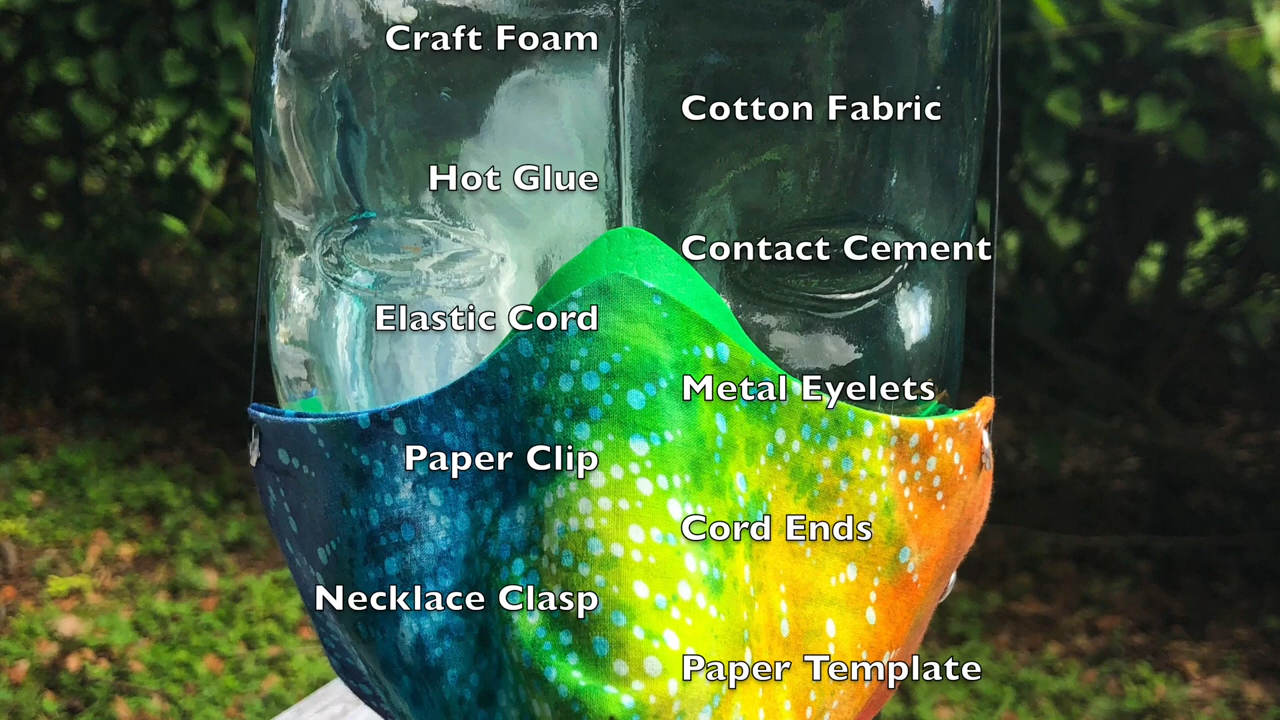 Craft Foam
Cotton Fabric
Hot Glue
Contact Cement
Elastic Cord
Metal Eyelets
Paper Clip
Cord Ends
Necklace Clasp
Paper Template